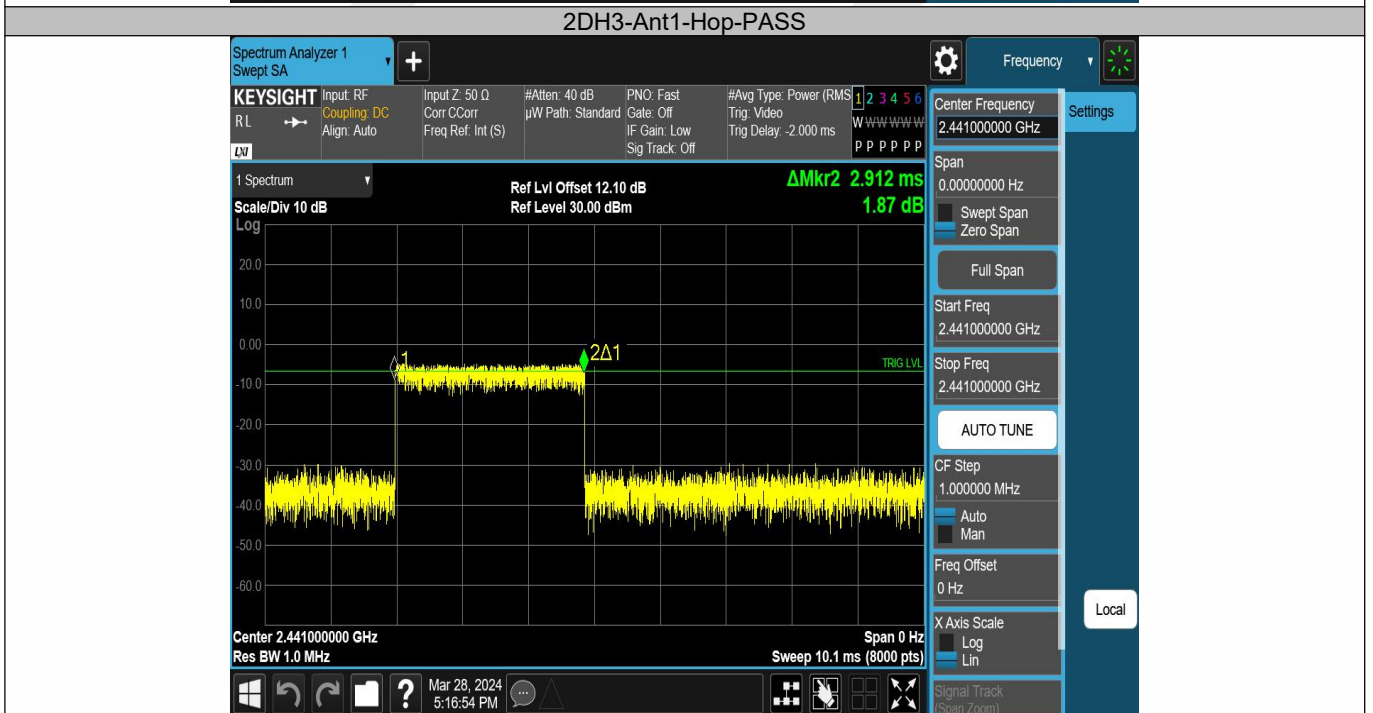 2DH3-Ant1-Hop-PASS
Spectrum Analyzer 1
Swept SA
+
Frequency
KEYSIGHT
RL
LXI
Input: RF
Coupling: DC
Align: Auto
Input Z: 50 Ω
Corr CCorr
Freq Ref: Int (S)
#Atten: 40 dB
µW Path: Standard
PNO: Fast
Gate: Off
IF Gain: Low
Sig Track: Off
#Avg Type: Power (RMS
Trig: Video
Trig Delay: -2.000 ms
1 2 3 4 5 6
W W W W W W
P P P P P P
1 Spectrum
Scale/Div 10 dB
Log
Ref Lvl Offset 12.10 dB
Ref Level 30.00 dBm
ΔMkr2 2.912 ms
1.87 dB
20.0
10.0
0.00
-10.0
-20.0
-30.0
-40.0
-50.0
-60.0
1
2Δ1
TRIG LVL
Center 2.441000000 GHz
Res BW 1.0 MHz
Span 0 Hz
Sweep 10.1 ms (8000 pts)
Center Frequency
2.441000000 GHz
Settings
Span
0.00000000 Hz
Swept Span
Zero Span
Full Span
Start Freq
2.441000000 GHz
Stop Freq
2.441000000 GHz
AUTO TUNE
CF Step
1.000000 MHz
Auto
Man
Freq Offset
0 Hz
X Axis Scale
Log
Lin
Local
Signal Track
(Span Zoom)
?
Mar 28, 2024
5:16:54 PM